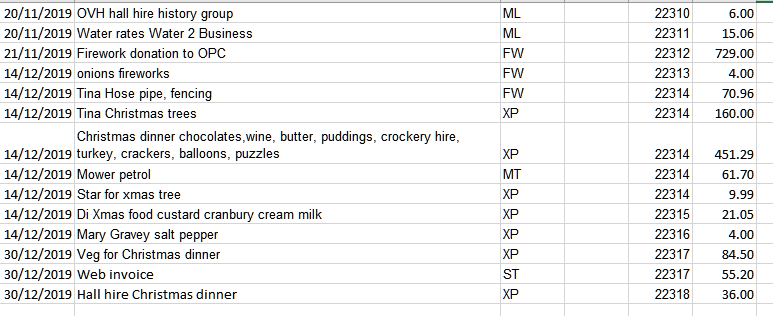 20/11/2019 OVH hall hire history group ML 22310 6.00
20/11/2019 Water rates Water 2 Business ML 22311 15.06
21/11/2019 Firework donation to OPC FW 22312 729.00
14/12/2019 onions fireworks FW 22313 4.00
14/12/2019 Tina Hose pipe, fencing FW 22314 70.96
14/12/2019 Tina Christmas trees XP 22314 160.00
Christmas dinner chocolates,wine, butter, puddings, crockery hire,
14/12/2019 turkey, crackers, balloons, puzzles XP 22314 451.29
14/12/2019 Mower petrol MT 22314 61.70
14/12/2019 Star for xmas tree XP 22314 9.99
14/12/2019 Di Xmas food custard cranbury cream milk XP 22315 21.05
14/12/2019 Mary Gravey salt pepper XP 22316 4.00
30/12/2019 Veg for Christmas dinner XP 22317 84.50
30/12/2019 Web invoice ST 22317 55.20
30/12/2019 Hall hire Christmas dinner XP 22318 36.00